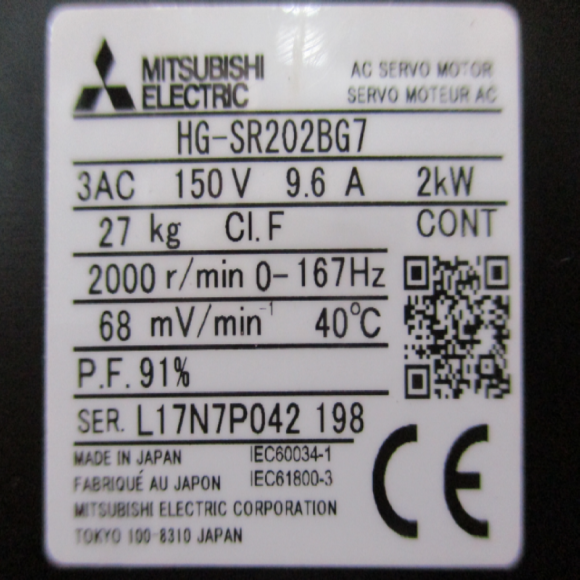 MITSUBISHI
ELECTRIC
AC SERVO MOTOR
SERVO MOTEUR AC
HG-SR202BG7
3AC 150 V 9.6 A 2kW
27 kg Cl.F CONT
2000 r/min 0-167Hz
68 mV/min⁻¹ 40℃
P.F. 91%
SER. L17N7P042 198
MADE IN JAPAN IEC60034-1
FABRIQUÉ AU JAPON IEC61800-3
MITSUBISHI ELECTRIC CORPORATION
TOKYO 100-8310 JAPAN
CE